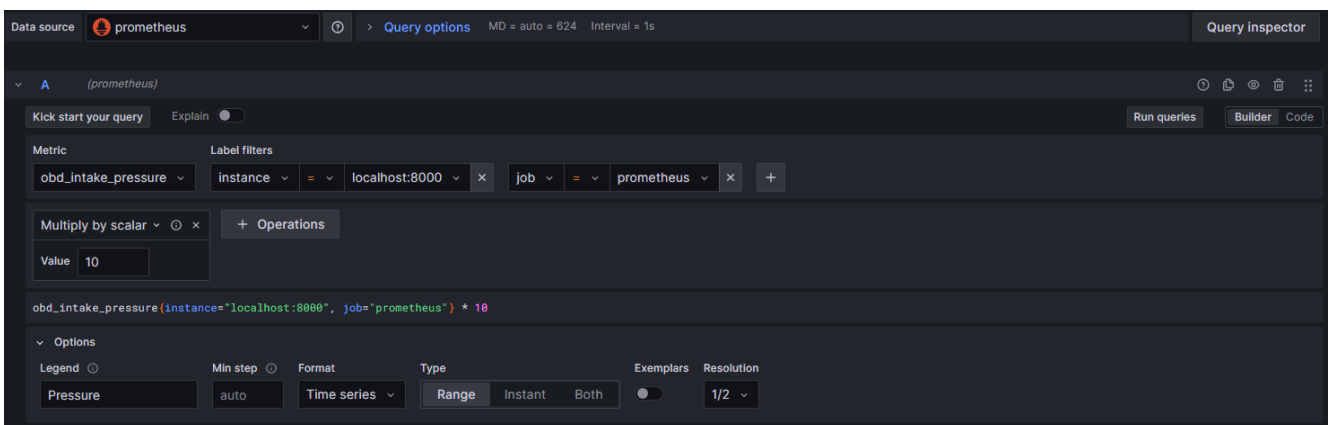 Data source prometheus Query options MD = auto = 624 Interval = 1s Query inspector
A (prometheus)
Kick start your query Explain Run queries Builder Code
Metric Label filters
obd_intake_pressure instance = localhost:8000 job = prometheus +
Multiply by scalar + Operations
Value 10
obd_intake_pressure{instance="localhost:8000", job="prometheus"} * 10
Options
Legend Min step Format Type Exemplars Resolution
Pressure auto Time series Range Instant Both 1/2